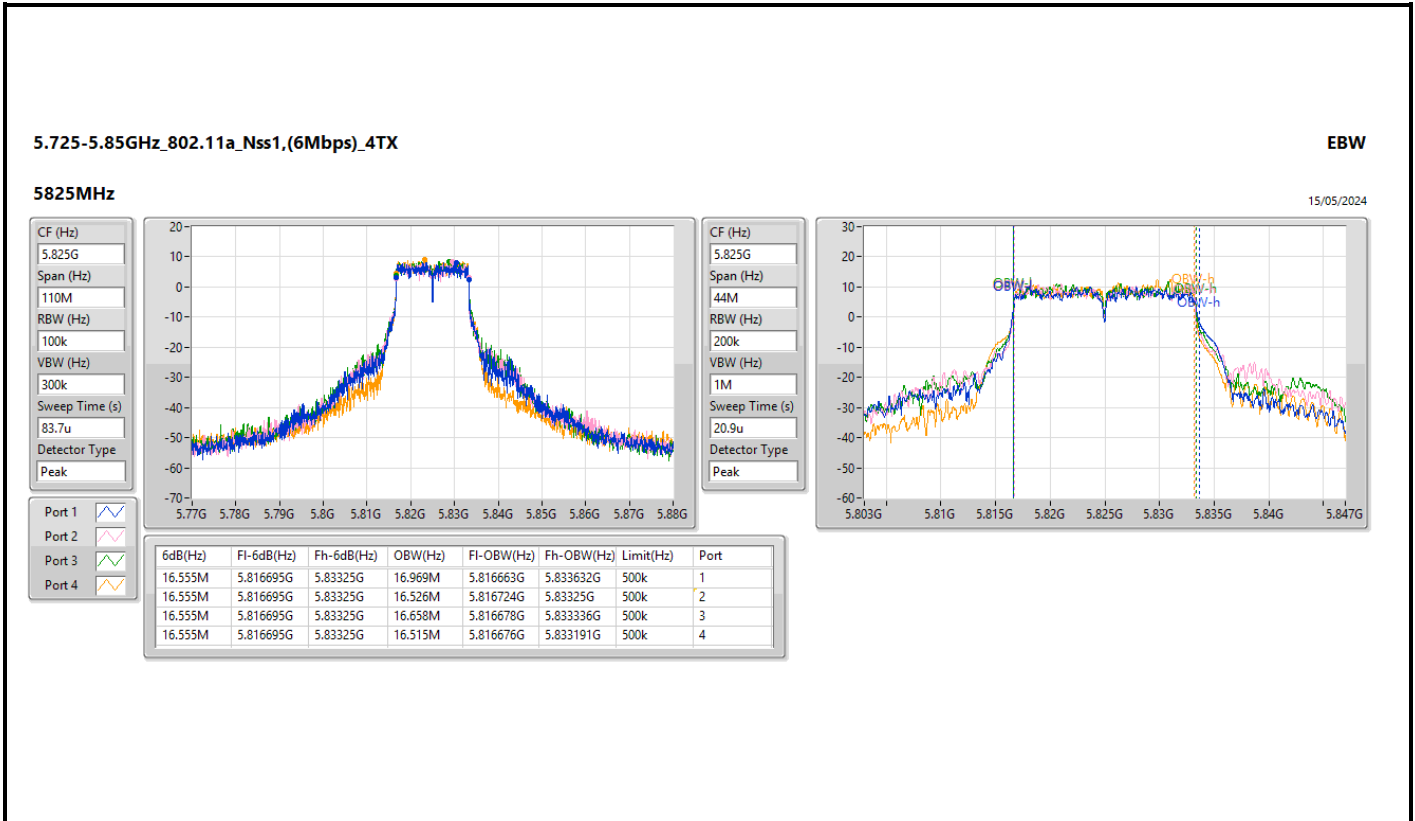 5.725-5.85GHz_802.11a_Nss1,(6Mbps)_4TX
EBW
5825MHz
15/05/2024
CF (Hz)
5.825G
Span (Hz)
110M
RBW (Hz)
100k
VBW (Hz)
300k
Sweep Time (s)
83.7u
Detector Type
Peak
20
10
0
-10
-20
-30
-40
-50
-60
-70
5.77G 5.78G 5.79G 5.8G 5.81G 5.82G 5.83G 5.84G 5.85G 5.86G 5.87G 5.88G
CF (Hz)
5.825G
Span (Hz)
44M
RBW (Hz)
200k
VBW (Hz)
1M
Sweep Time (s)
20.9u
Detector Type
Peak
30
20
10
0
-10
-20
-30
-40
-50
-60
OBW-h
OBW-h
OBW-h
5.803G 5.81G 5.815G 5.82G 5.825G 5.83G 5.835G 5.84G 5.847G
Port 1
Port 2
Port 3
Port 4
6dB(Hz) Fl-6dB(Hz) Fh-6dB(Hz) OBW(Hz) Fl-OBW(Hz) Fh-OBW(Hz) Limit(Hz) Port
16.555M 5.816695G 5.83325G 16.969M 5.816663G 5.833632G 500k 1
16.555M 5.816695G 5.83325G 16.526M 5.816724G 5.83325G 500k 2
16.555M 5.816695G 5.83325G 16.658M 5.816678G 5.833336G 500k 3
16.555M 5.816695G 5.83325G 16.515M 5.816676G 5.833191G 500k 4